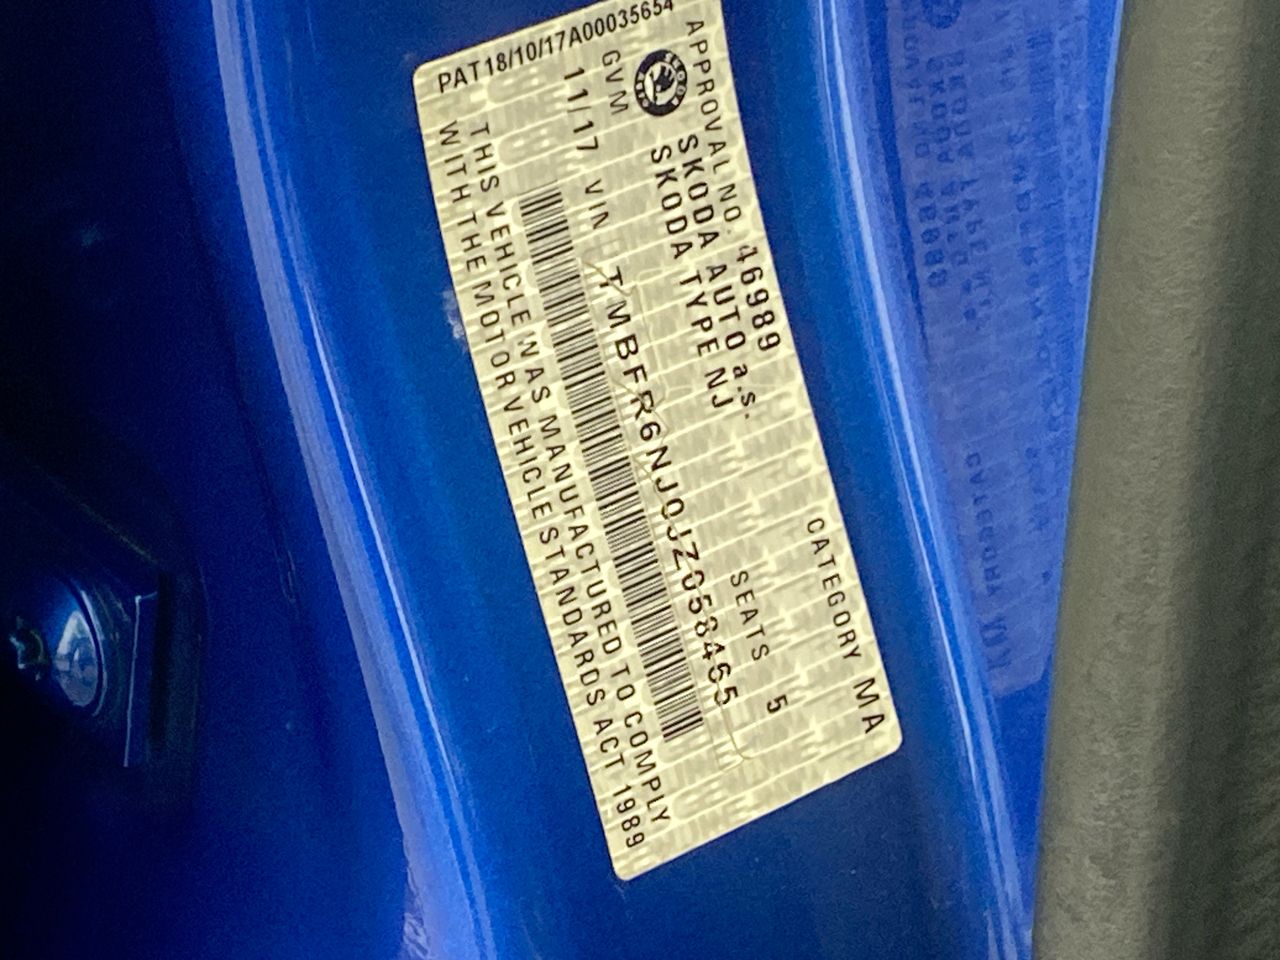 APPROVAL NO. 46989 CATEGORY MA
SKODA AUTO a.s.
SKODA TYPE NJ SEATS 5
GVM
11/17 VIN TMBFR6NJ0JZ058465
THIS VEHICLE WAS MANUFACTURED TO COMPLY
WITH THE MOTOR VEHICLE STANDARDS ACT 1989
PAT18/10/17A00035654